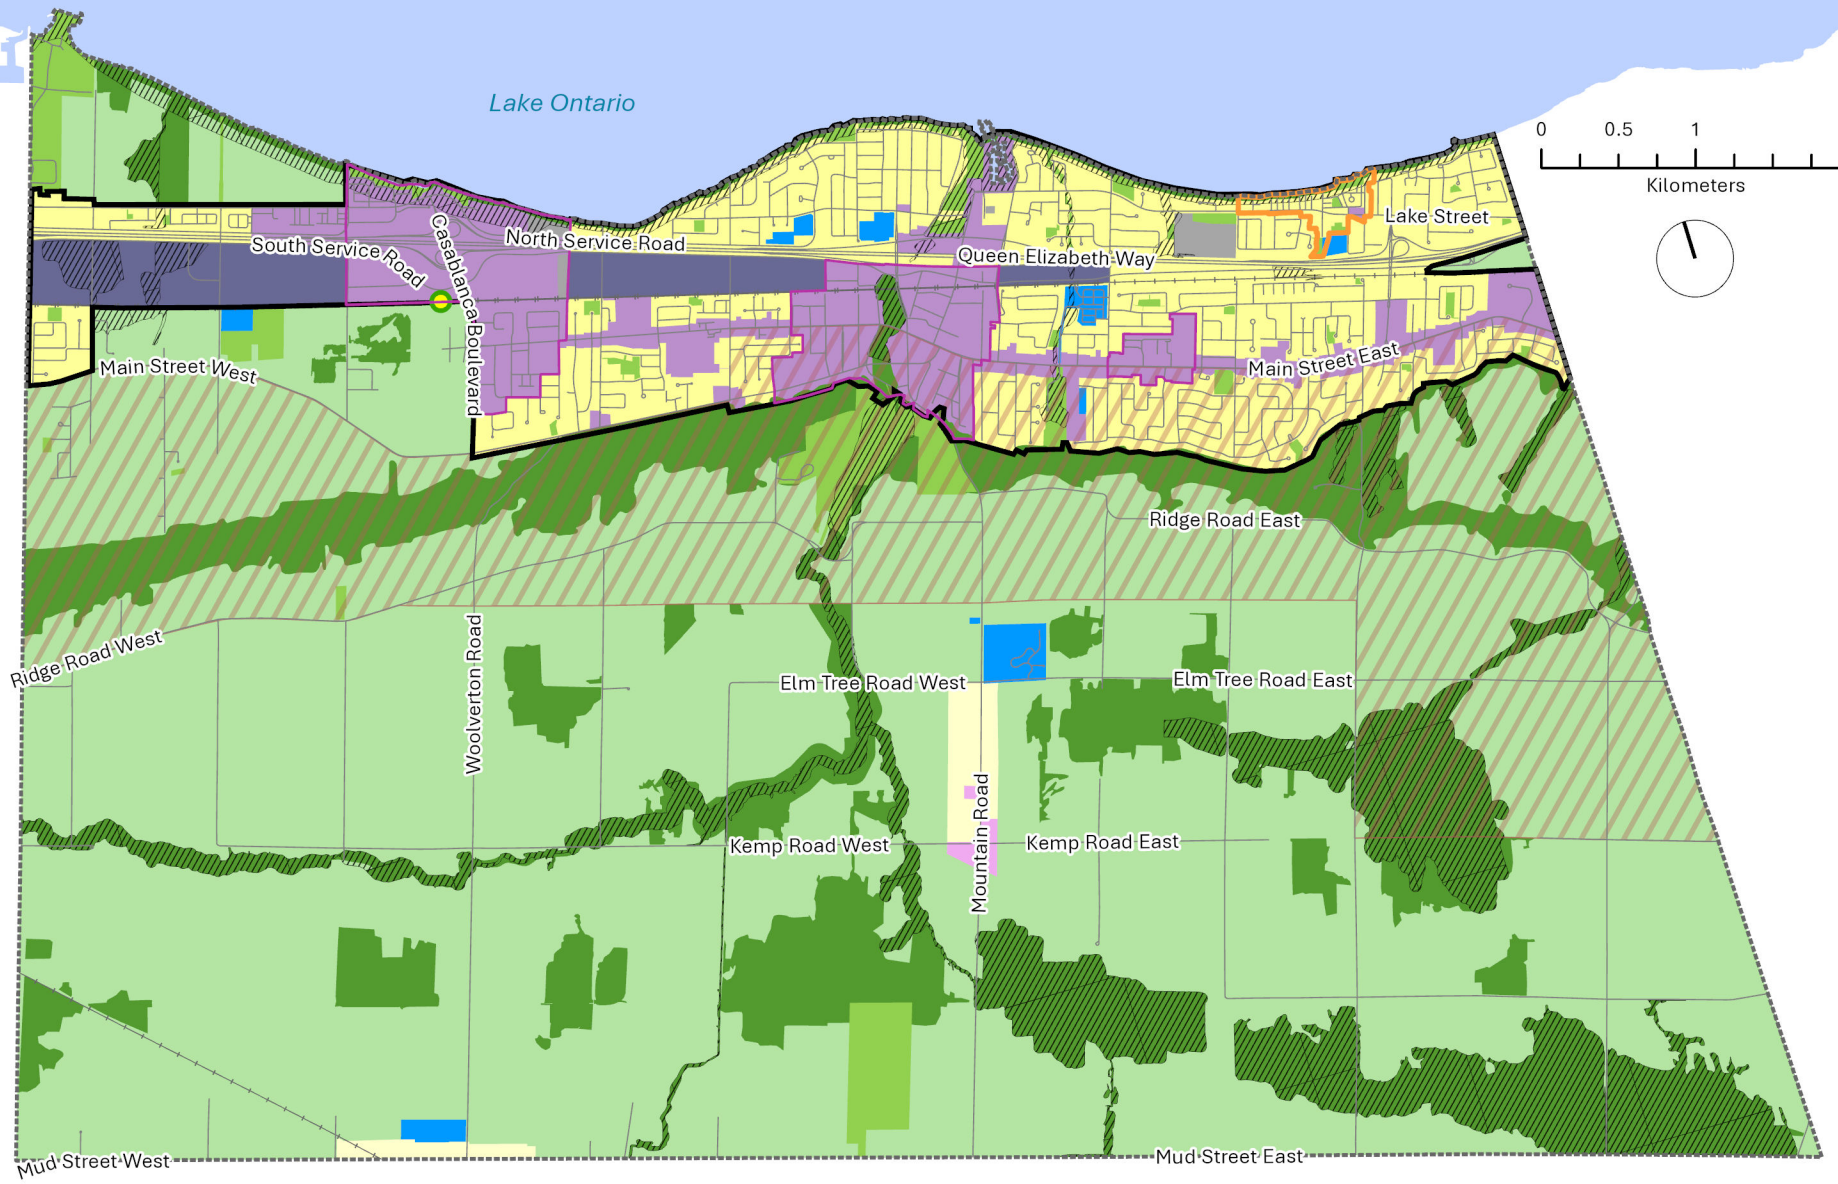 Lake Ontario
0 0.5 1
Kilometers
Lake Street
South Service Road
Casablanca Boulevard
North Service Road
Queen Elizabeth Way
Main Street West
Main Street East
Ridge Road East
Ridge Road West
Woolverton Road
Elm Tree Road West
Elm Tree Road East
Mountain Road
Kemp Road West
Kemp Road East
Mud Street West
Mud Street East